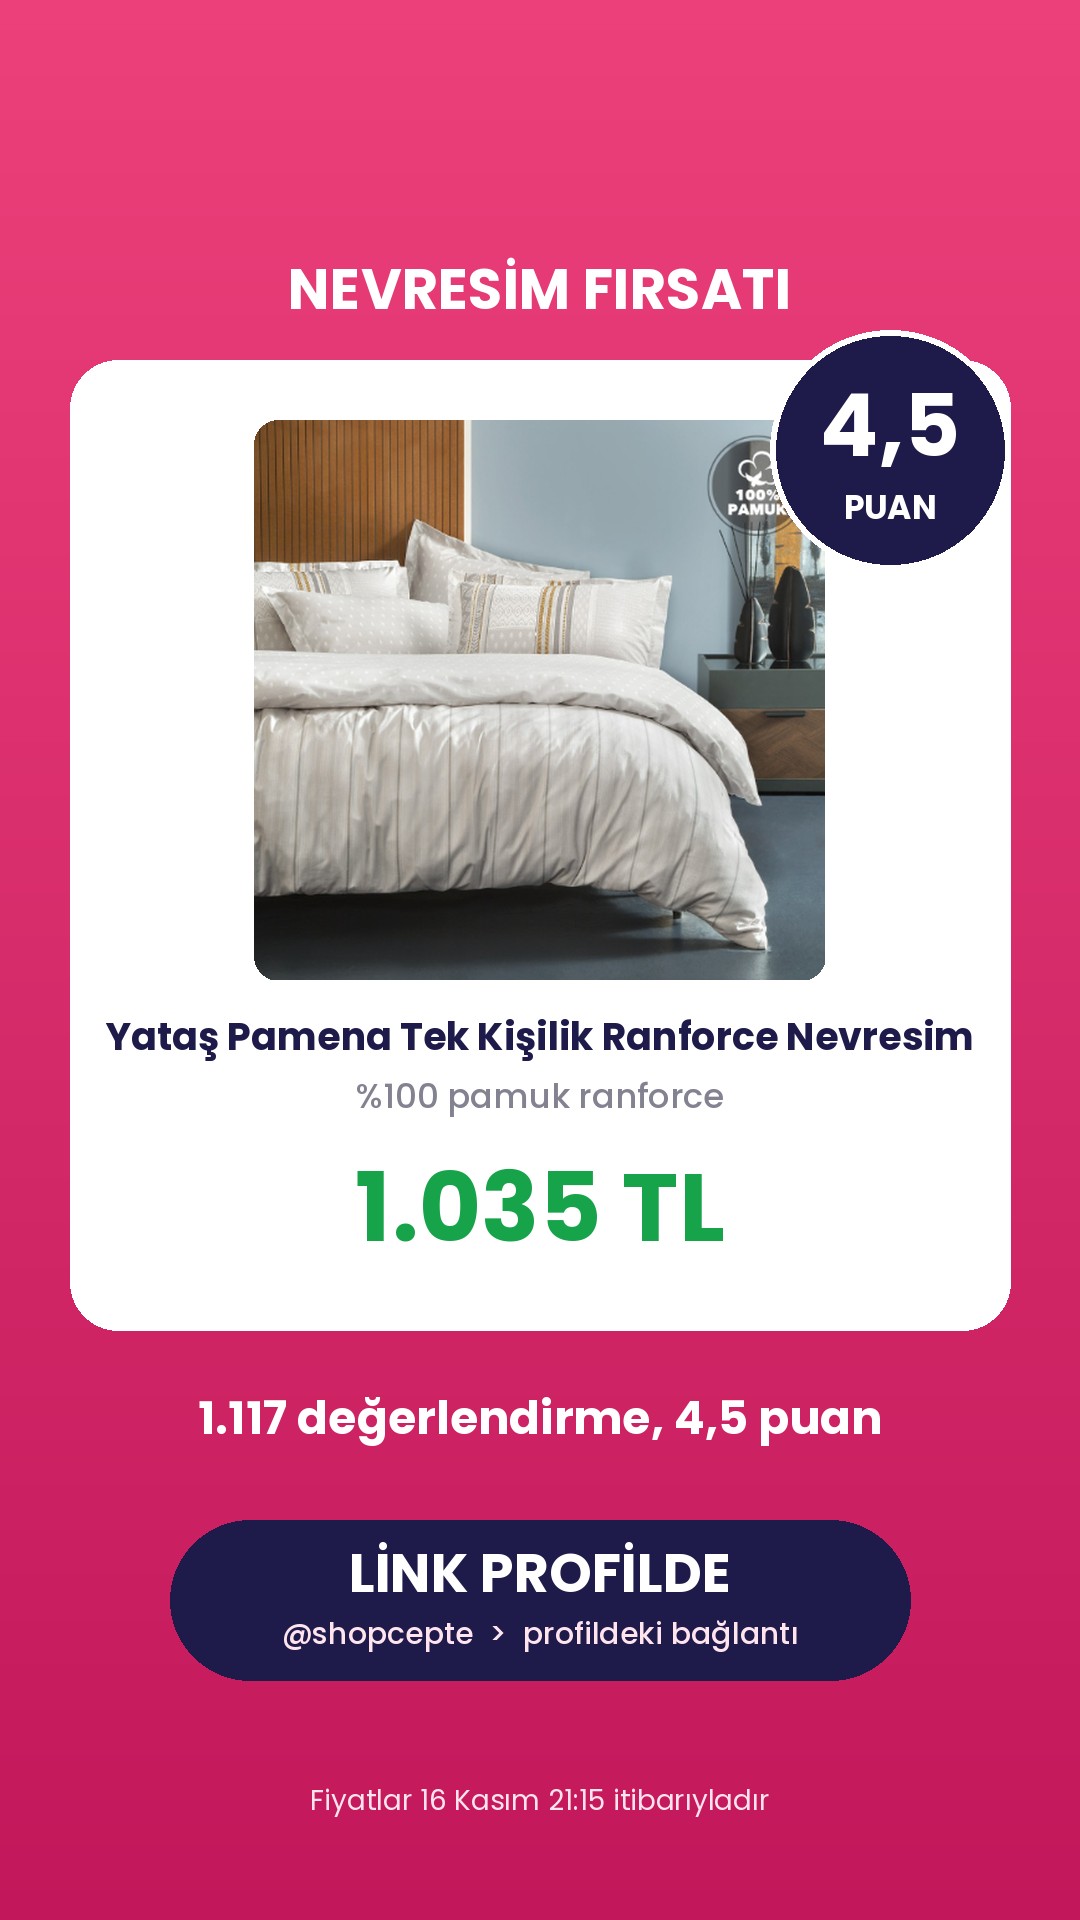 NEVRESİM FIRSATI
4,5
PUAN
100%
PAMUK
Yataş Pamena Tek Kişilik Ranforce Nevresim
%100 pamuk ranforce
1.035 TL
1.117 değerlendirme, 4,5 puan
LİNK PROFİLDE
@shopcepte > profildeki bağlantı
Fiyatlar 16 Kasım 21:15 itibarıyladır